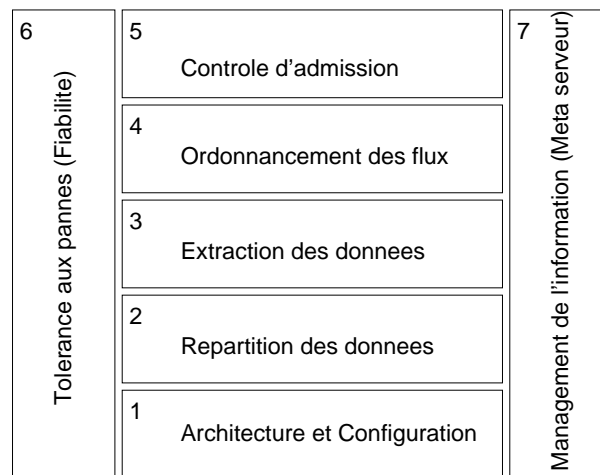 6
Tolerance aux pannes (Fiabilite)
5
Controle d'admission
4
Ordonnancement des flux
3
Extraction des donnees
2
Repartition des donnees
1
Architecture et Configuration
7
Management de l'information (Meta serveur)